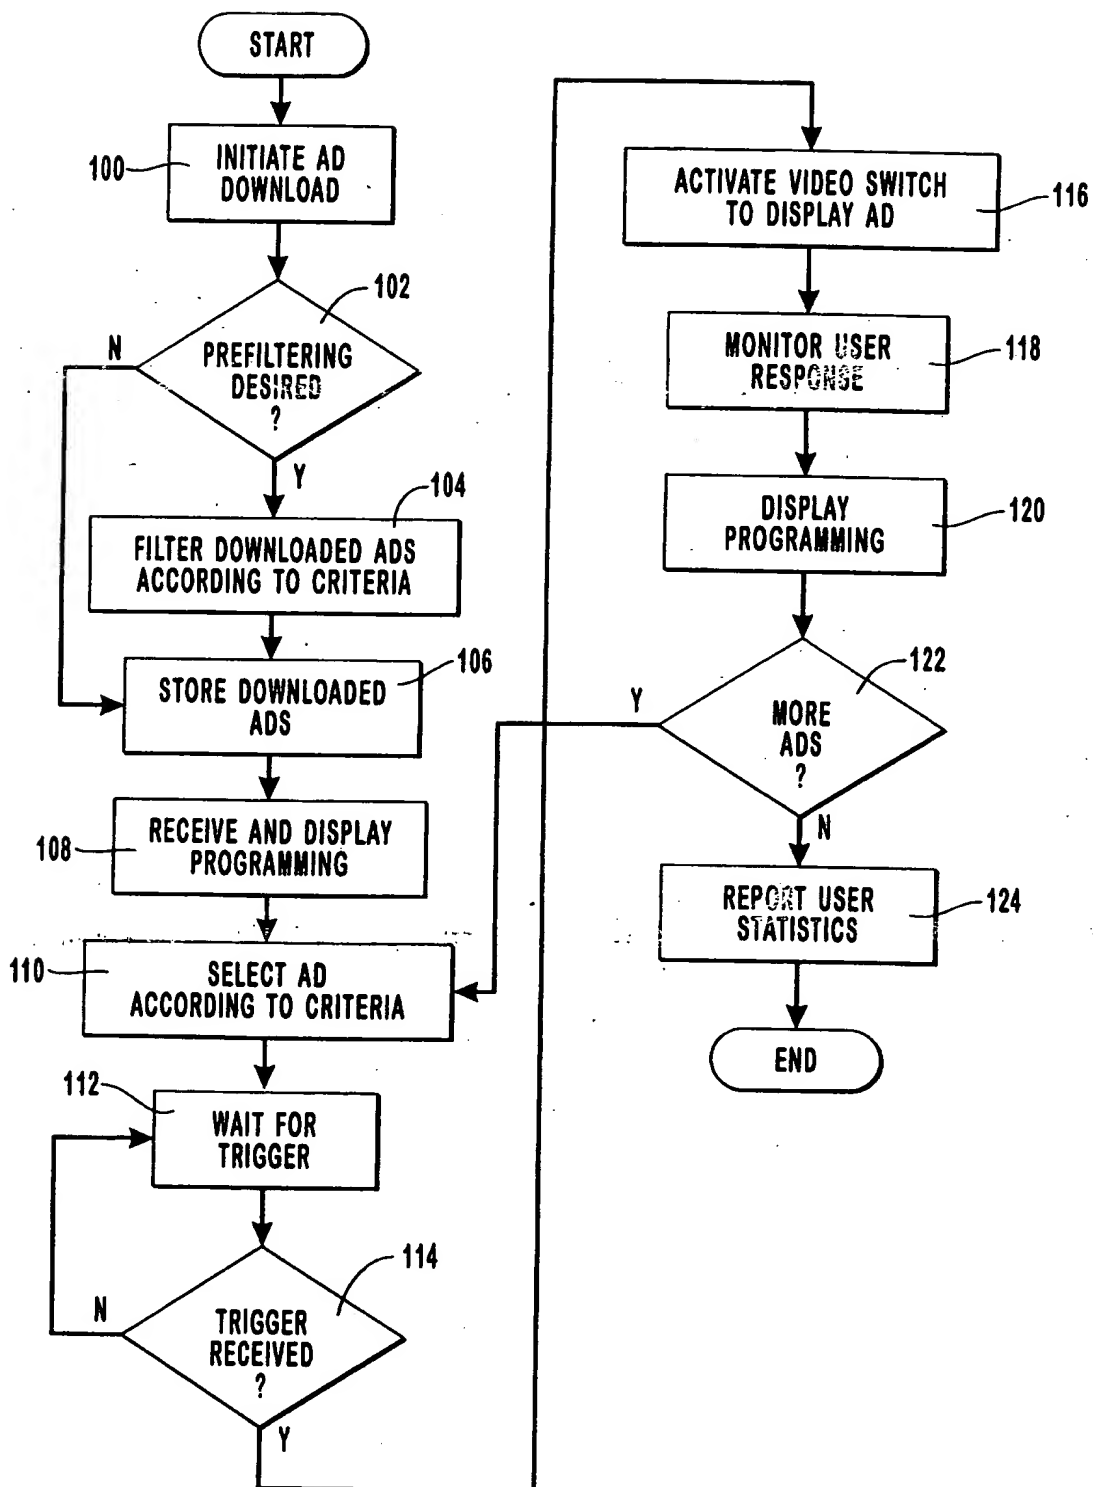 START
100
INITIATE AD
DOWNLOAD
102
N
PREFILTERING
DESIRED
?
Y
104
FILTER DOWNLOADED ADS
ACCORDING TO CRITERIA
106
STORE DOWNLOADED
ADS
108
RECEIVE AND DISPLAY
PROGRAMMING
110
SELECT AD
ACCORDING TO CRITERIA
112
WAIT FOR
TRIGGER
114
N
TRIGGER
RECEIVED
?
Y
ACTIVATE VIDEO SWITCH
TO DISPLAY AD
116
MONITOR USER
RESPONSE
118
DISPLAY
PROGRAMMING
120
122
Y
MORE
ADS
?
N
REPORT USER
STATISTICS
124
END